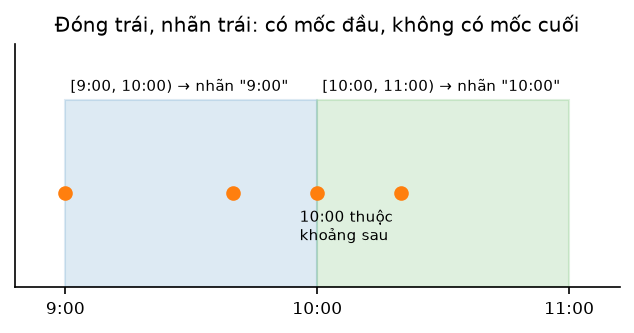 Đóng trái, nhãn trái: có mốc đầu, không có mốc cuối
[9:00, 10:00) → nhãn "9:00"
[10:00, 11:00) → nhãn "10:00"
10:00 thuộc
khoảng sau
9:00
10:00
11:00